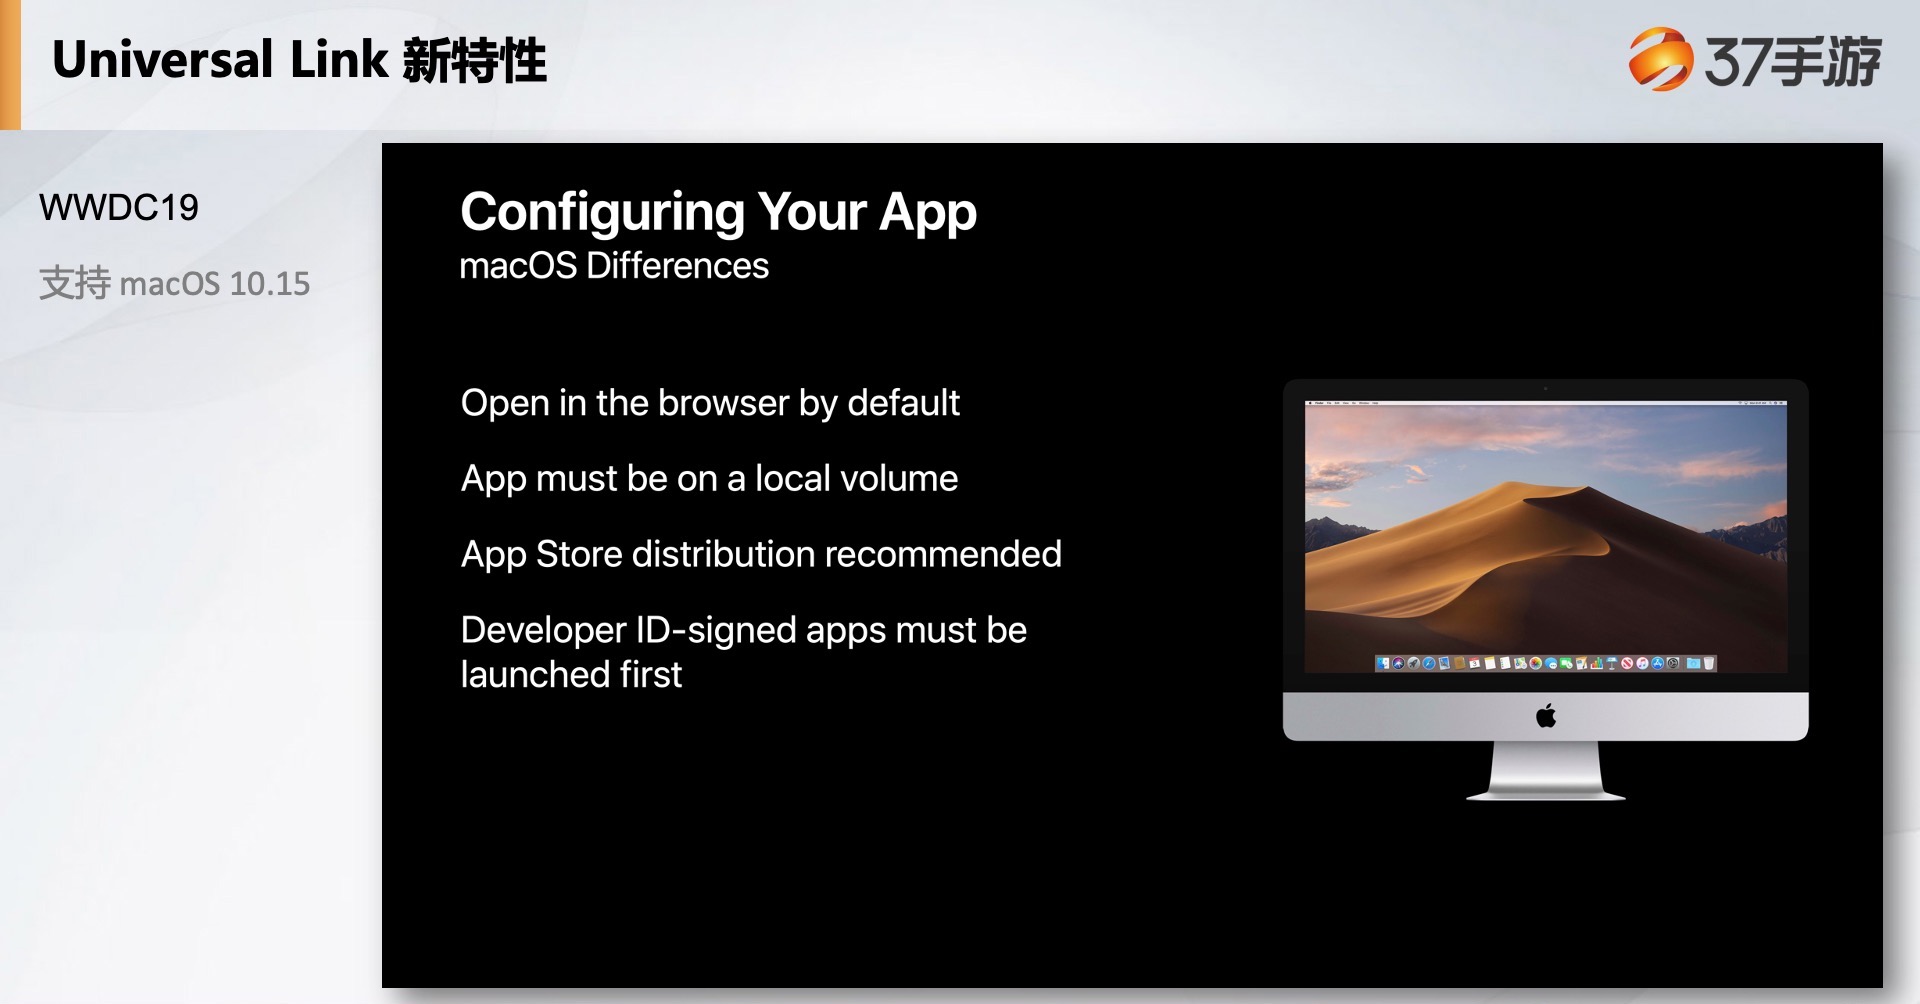 Universal Link 新特性
37手游
WWDC19
支持 macOS 10.15
Configuring Your App
macOS Differences
Open in the browser by default
App must be on a local volume
App Store distribution recommended
Developer ID-signed apps must be
launched first